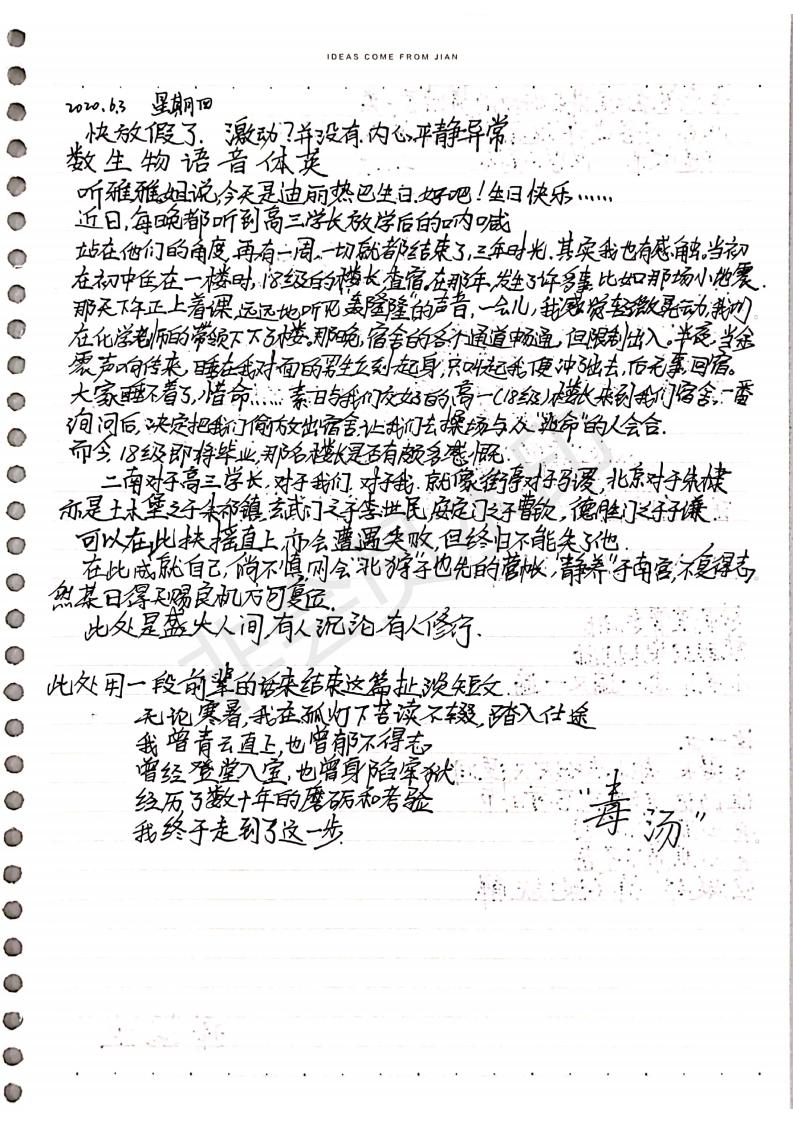 IDEAS COME FROM JIAN
2020.6.3 星期四
快放假了. 激动?并没有.内心平静异常.
数生物语音体英
听雅雅姐说,今天是迪丽热巴生日.好吧!生日快乐……
近日,每晚都听到高三学长放学后的呐喊
站在他们的角度,再有一周,一切就都结束了,三年时光.其实我也有感触.当初
在初中住在一楼时,18级的楼长查宿.在那年,发生了许多事.比如那场小地震.
那天下午正上着课,远远地听见"轰隆隆"的声音,一会儿,我感觉轻微晃动,我们
在化学老师的带领下下了楼.那晚,宿舍的各个通道畅通,但限制出入.半夜,当余
震声响传来,睡在我对面的男生立刻起身,只叫起我便冲了出去,后无事回宿.
大家睡不着了,惜命……素日与我们交好的高一(18级)楼长来到我们宿舍,一番
询问后,决定把我们偷放出宿舍,让我们去操场与众"逃命"的人会合.
而今,18级即将毕业,那名楼长是否有颇多感慨.
二南对于高三学长,对于我们,对于我.就像街亭对于马谡,北京对于朱棣
亦是土木堡之于朱祁镇,玄武门之于李世民,安定门之于曹钦,德胜门之于于谦.
可以在此扶摇直上,亦会遭遇失败,但终归不能失了他.
在此成就自己,倘不慎,则会"北狩"于也先的营帐,"静养"于南宫,不复得志,
然某日得天赐良机方可复位.
此处是盛大人间,有人沉沦,有人修行.
此处用一段前辈的话来结束这篇扯淡短文
无论寒暑,我在孤灯下苦读不辍,踏入仕途
我曾青云直上,也曾郁不得志
曾经登堂入室,也曾身陷牢狱
经历了数十年的磨砺和考验
我终于走到了这一步.
"毒汤"